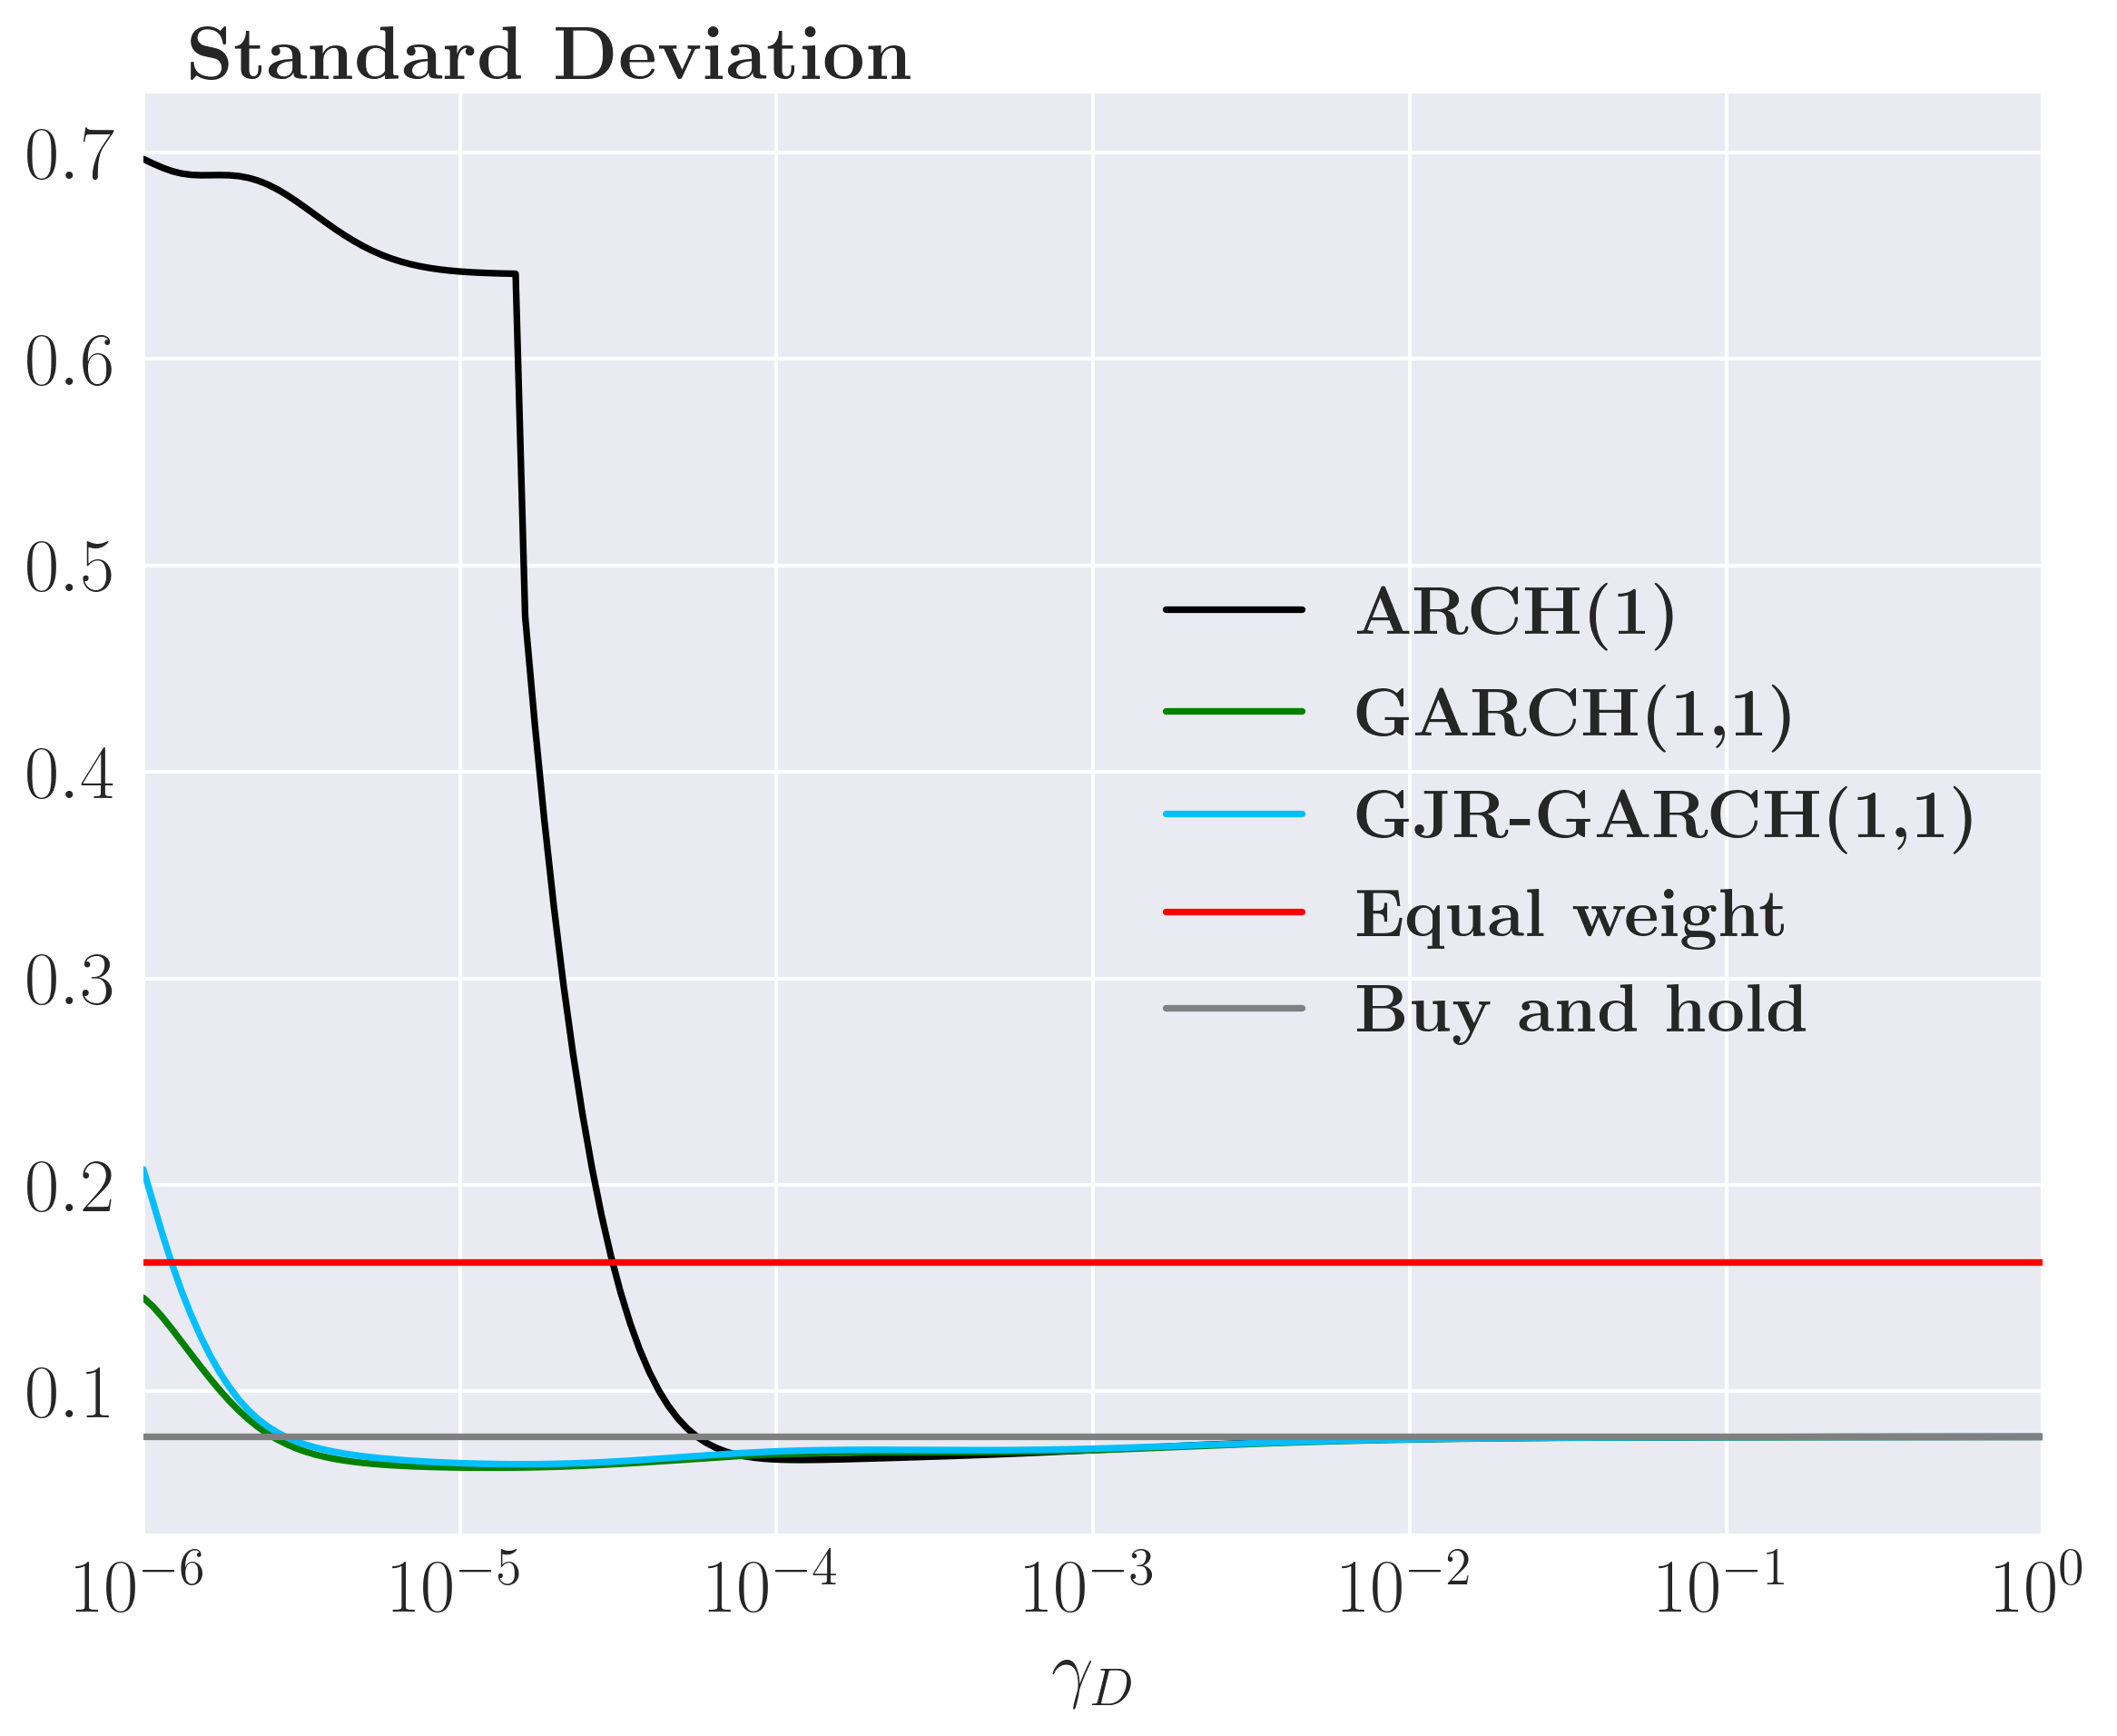 Standard Deviation
0.7
0.6
0.5
0.4
0.3
0.2
0.1
ARCH(1)
GARCH(1,1)
GJR-GARCH(1,1)
Equal weight
Buy and hold
10⁻⁶ 10⁻⁵ 10⁻⁴ 10⁻³ 10⁻² 10⁻¹ 10⁰
γ_D